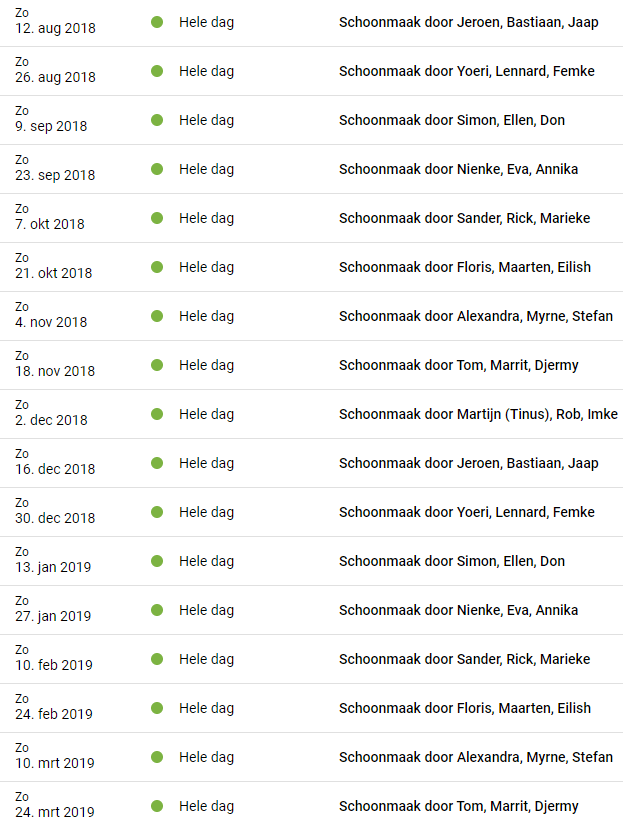 Zo
12. aug 2018
Hele dag
Schoonmaak door Jeroen, Bastiaan, Jaap
Zo
26. aug 2018
Hele dag
Schoonmaak door Yoeri, Lennard, Femke
Zo
9. sep 2018
Hele dag
Schoonmaak door Simon, Ellen, Don
Zo
23. sep 2018
Hele dag
Schoonmaak door Nienke, Eva, Annika
Zo
7. okt 2018
Hele dag
Schoonmaak door Sander, Rick, Marieke
Zo
21. okt 2018
Hele dag
Schoonmaak door Floris, Maarten, Eilish
Zo
4. nov 2018
Hele dag
Schoonmaak door Alexandra, Myrne, Stefan
Zo
18. nov 2018
Hele dag
Schoonmaak door Tom, Marrit, Djermy
Zo
2. dec 2018
Hele dag
Schoonmaak door Martijn (Tinus), Rob, Imke
Zo
16. dec 2018
Hele dag
Schoonmaak door Jeroen, Bastiaan, Jaap
Zo
30. dec 2018
Hele dag
Schoonmaak door Yoeri, Lennard, Femke
Zo
13. jan 2019
Hele dag
Schoonmaak door Simon, Ellen, Don
Zo
27. jan 2019
Hele dag
Schoonmaak door Nienke, Eva, Annika
Zo
10. feb 2019
Hele dag
Schoonmaak door Sander, Rick, Marieke
Zo
24. feb 2019
Hele dag
Schoonmaak door Floris, Maarten, Eilish
Zo
10. mrt 2019
Hele dag
Schoonmaak door Alexandra, Myrne, Stefan
Zo
24. mrt 2019
Hele dag
Schoonmaak door Tom, Marrit, Djermy